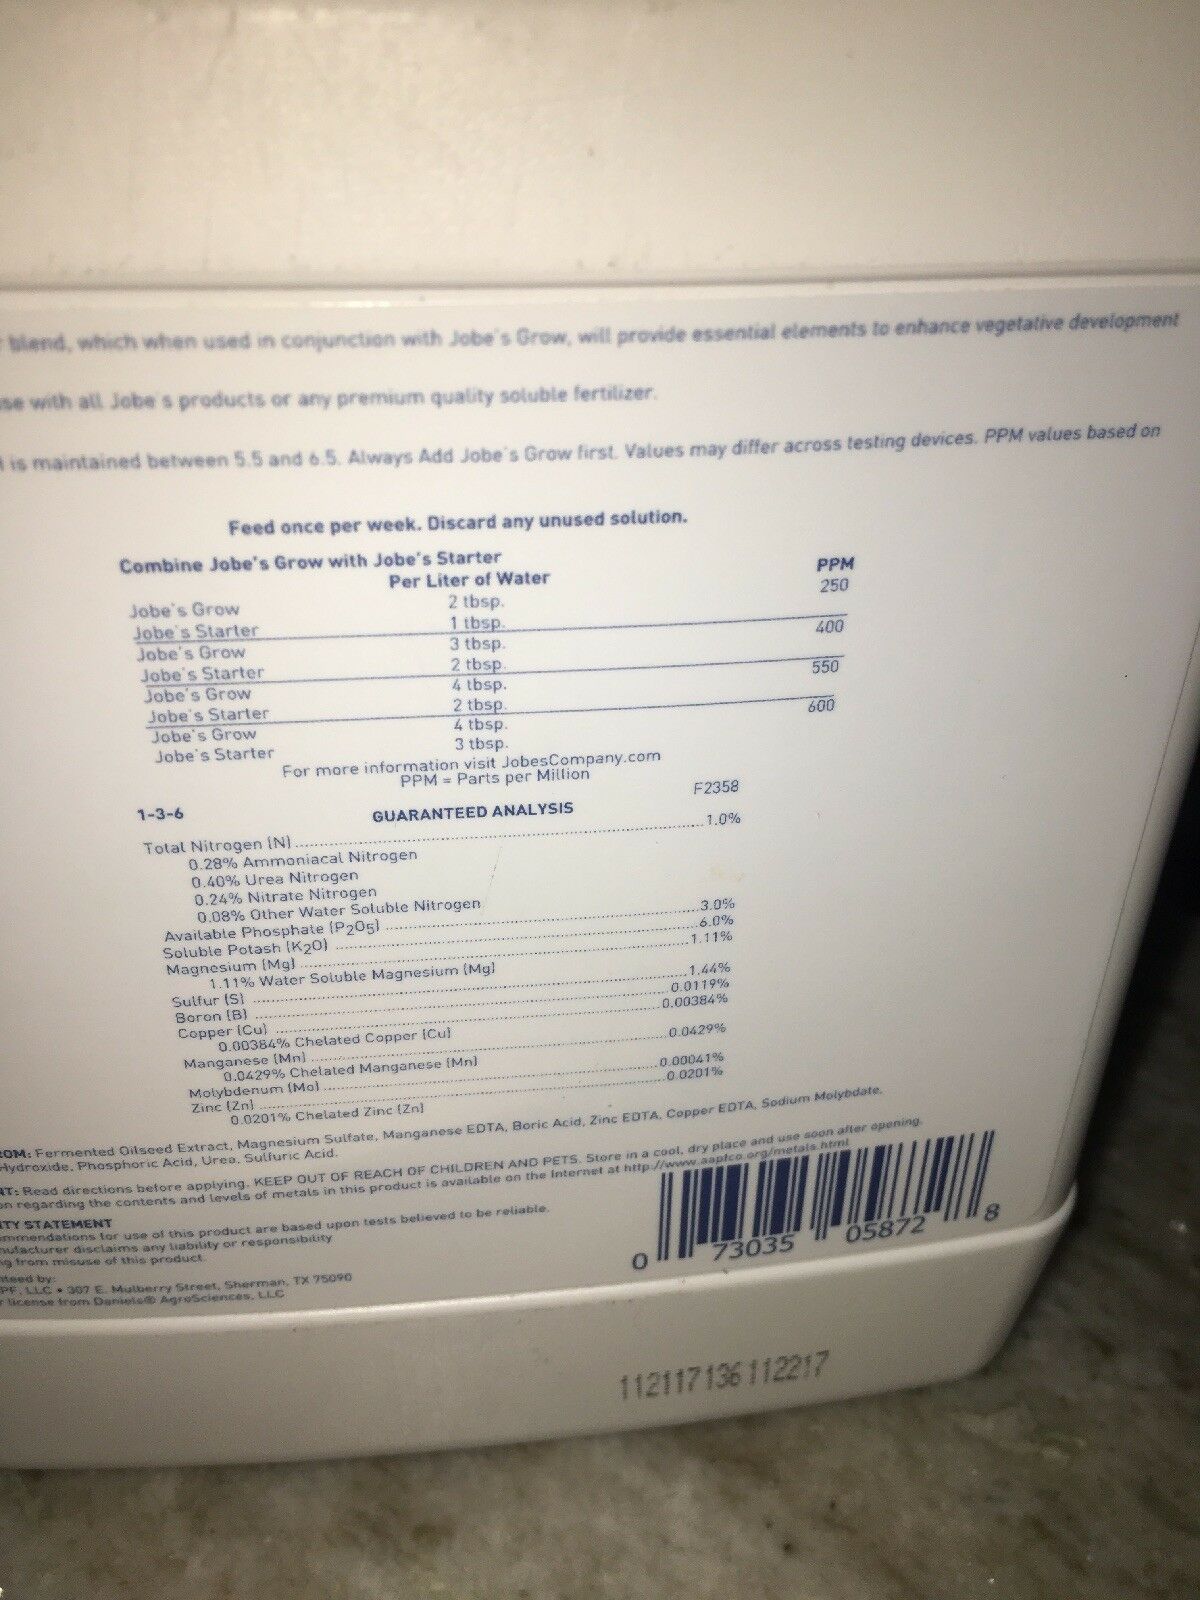 blend, which when used in conjunction with Jobe's Grow, will provide essential elements to enhance vegetative development
with all Jobe's products or any premium quality soluble fertilizer.
is maintained between 5.5 and 6.5. Always Add Jobe's Grow first. Values may differ across testing devices. PPM values based on
Feed once per week. Discard any unused solution.
Combine Jobe's Grow with Jobe's Starter
Per Liter of Water PPM
Jobe's Grow 2 tbsp. 250
Jobe's Starter 1 tbsp.
Jobe's Grow 3 tbsp. 400
Jobe's Starter 2 tbsp.
Jobe's Grow 4 tbsp. 550
Jobe's Starter 2 tbsp.
Jobe's Grow 4 tbsp. 600
Jobe's Starter 3 tbsp.
For more information visit JobesCompany.com
PPM = Parts per Million
F2358
1-3-6 GUARANTEED ANALYSIS
Total Nitrogen (N) 1.0%
0.28% Ammoniacal Nitrogen
0.40% Urea Nitrogen
0.24% Nitrate Nitrogen
0.08% Other Water Soluble Nitrogen
Available Phosphate (P2O5) 3.0%
Soluble Potash (K2O) 6.0%
Magnesium (Mg) 1.11%
1.11% Water Soluble Magnesium (Mg)
Sulfur (S) 1.44%
Boron (B) 0.0119%
Copper (Cu) 0.00384%
0.00384% Chelated Copper (Cu)
Manganese (Mn) 0.0429%
0.0429% Chelated Manganese (Mn)
Molybdenum (Mo) 0.00041%
Zinc (Zn) 0.0201%
0.0201% Chelated Zinc (Zn)
OM: Fermented Oilseed Extract, Magnesium Sulfate, Manganese EDTA, Boric Acid, Zinc EDTA, Copper EDTA, Sodium Molybdate,
Hydroxide, Phosphoric Acid, Urea, Sulfuric Acid.
NT: Read directions before applying. KEEP OUT OF REACH OF CHILDREN AND PETS. Store in a cool, dry place and use soon after opening.
on regarding the contents and levels of metals in this product is available on the Internet at http://www.aapfco.org/metals.html
ITY STATEMENT
ommendations for use of this product are based upon tests believed to be reliable.
nufacturer disclaims any liability or responsibility
ng from misuse of this product.
nteed by:
PF, LLC • 307 E. Mulberry Street, Sherman, TX 75090
r license from Daniels® AgroSciences, LLC
0 73035 05872 8
112117136112217